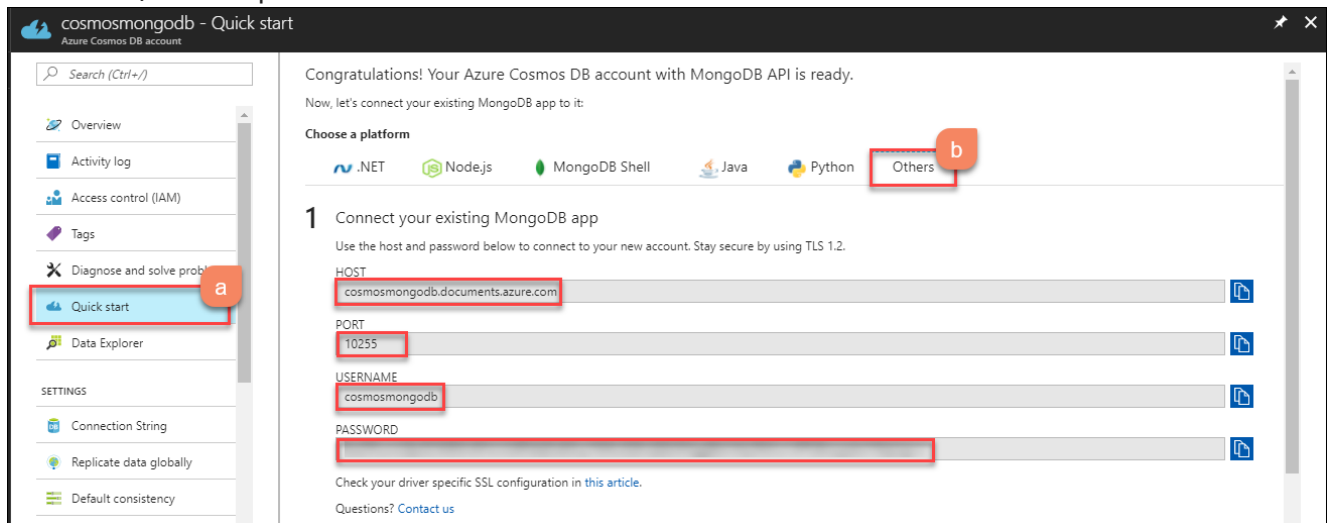 cosmosmongodb - Quick start
Azure Cosmos DB account
Search (Ctrl+/)
Overview
Activity log
Access control (IAM)
Tags
Diagnose and solve probl
a
Quick start
Data Explorer
SETTINGS
Connection String
Replicate data globally
Default consistency
Congratulations! Your Azure Cosmos DB account with MongoDB API is ready.
Now, let's connect your existing MongoDB app to it:
Choose a platform
.NET Node.js MongoDB Shell Java Python Others
b
1 Connect your existing MongoDB app
Use the host and password below to connect to your new account. Stay secure by using TLS 1.2.
HOST
cosmosmongodb.documents.azure.com
PORT
10255
USERNAME
cosmosmongodb
PASSWORD
Check your driver specific SSL configuration in this article.
Questions? Contact us